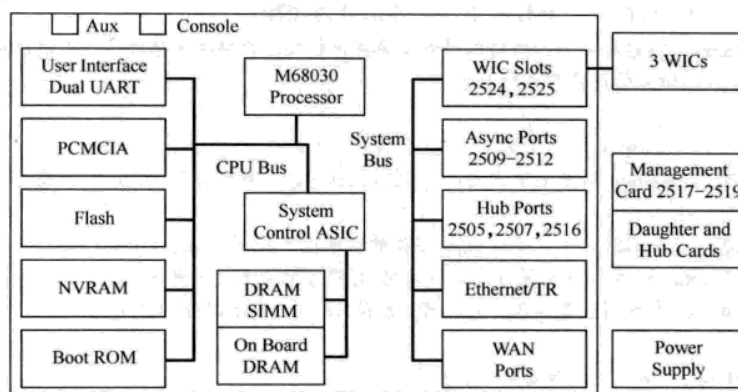 Aux
Console
User Interface
Dual UART
PCMCIA
Flash
NVRAM
Boot ROM
M68030
Processor
CPU Bus
System
Control ASIC
DRAM
SIMM
On Board
DRAM
System
Bus
WIC Slots
2524,2525
Async Ports
2509-2512
Hub Ports
2505,2507,2516
Ethernet/TR
WAN
Ports
3 WICs
Management
Card 2517-2519
Daughter and
Hub Cards
Power
Supply